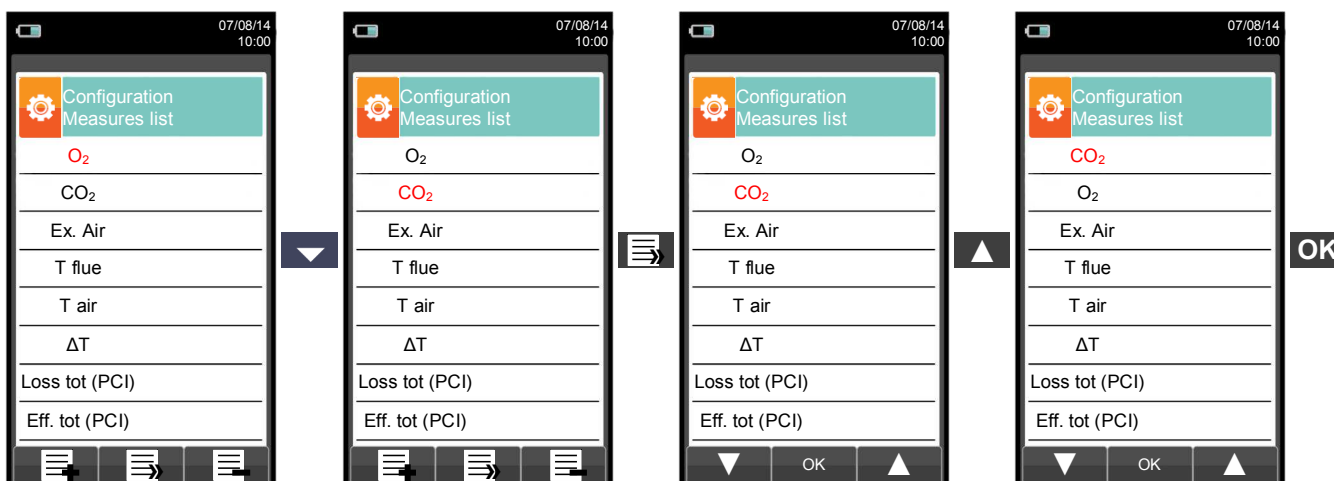 07/08/14
10:00
Configuration
Measures list
O₂
CO₂
Ex. Air
T flue
T air
ΔT
Loss tot (PCI)
Eff. tot (PCI)
07/08/14
10:00
Configuration
Measures list
O₂
CO₂
Ex. Air
T flue
T air
ΔT
Loss tot (PCI)
Eff. tot (PCI)
07/08/14
10:00
Configuration
Measures list
O₂
CO₂
Ex. Air
T flue
T air
ΔT
Loss tot (PCI)
Eff. tot (PCI)
OK
07/08/14
10:00
Configuration
Measures list
CO₂
O₂
Ex. Air
T flue
T air
ΔT
Loss tot (PCI)
Eff. tot (PCI)
OK
OK